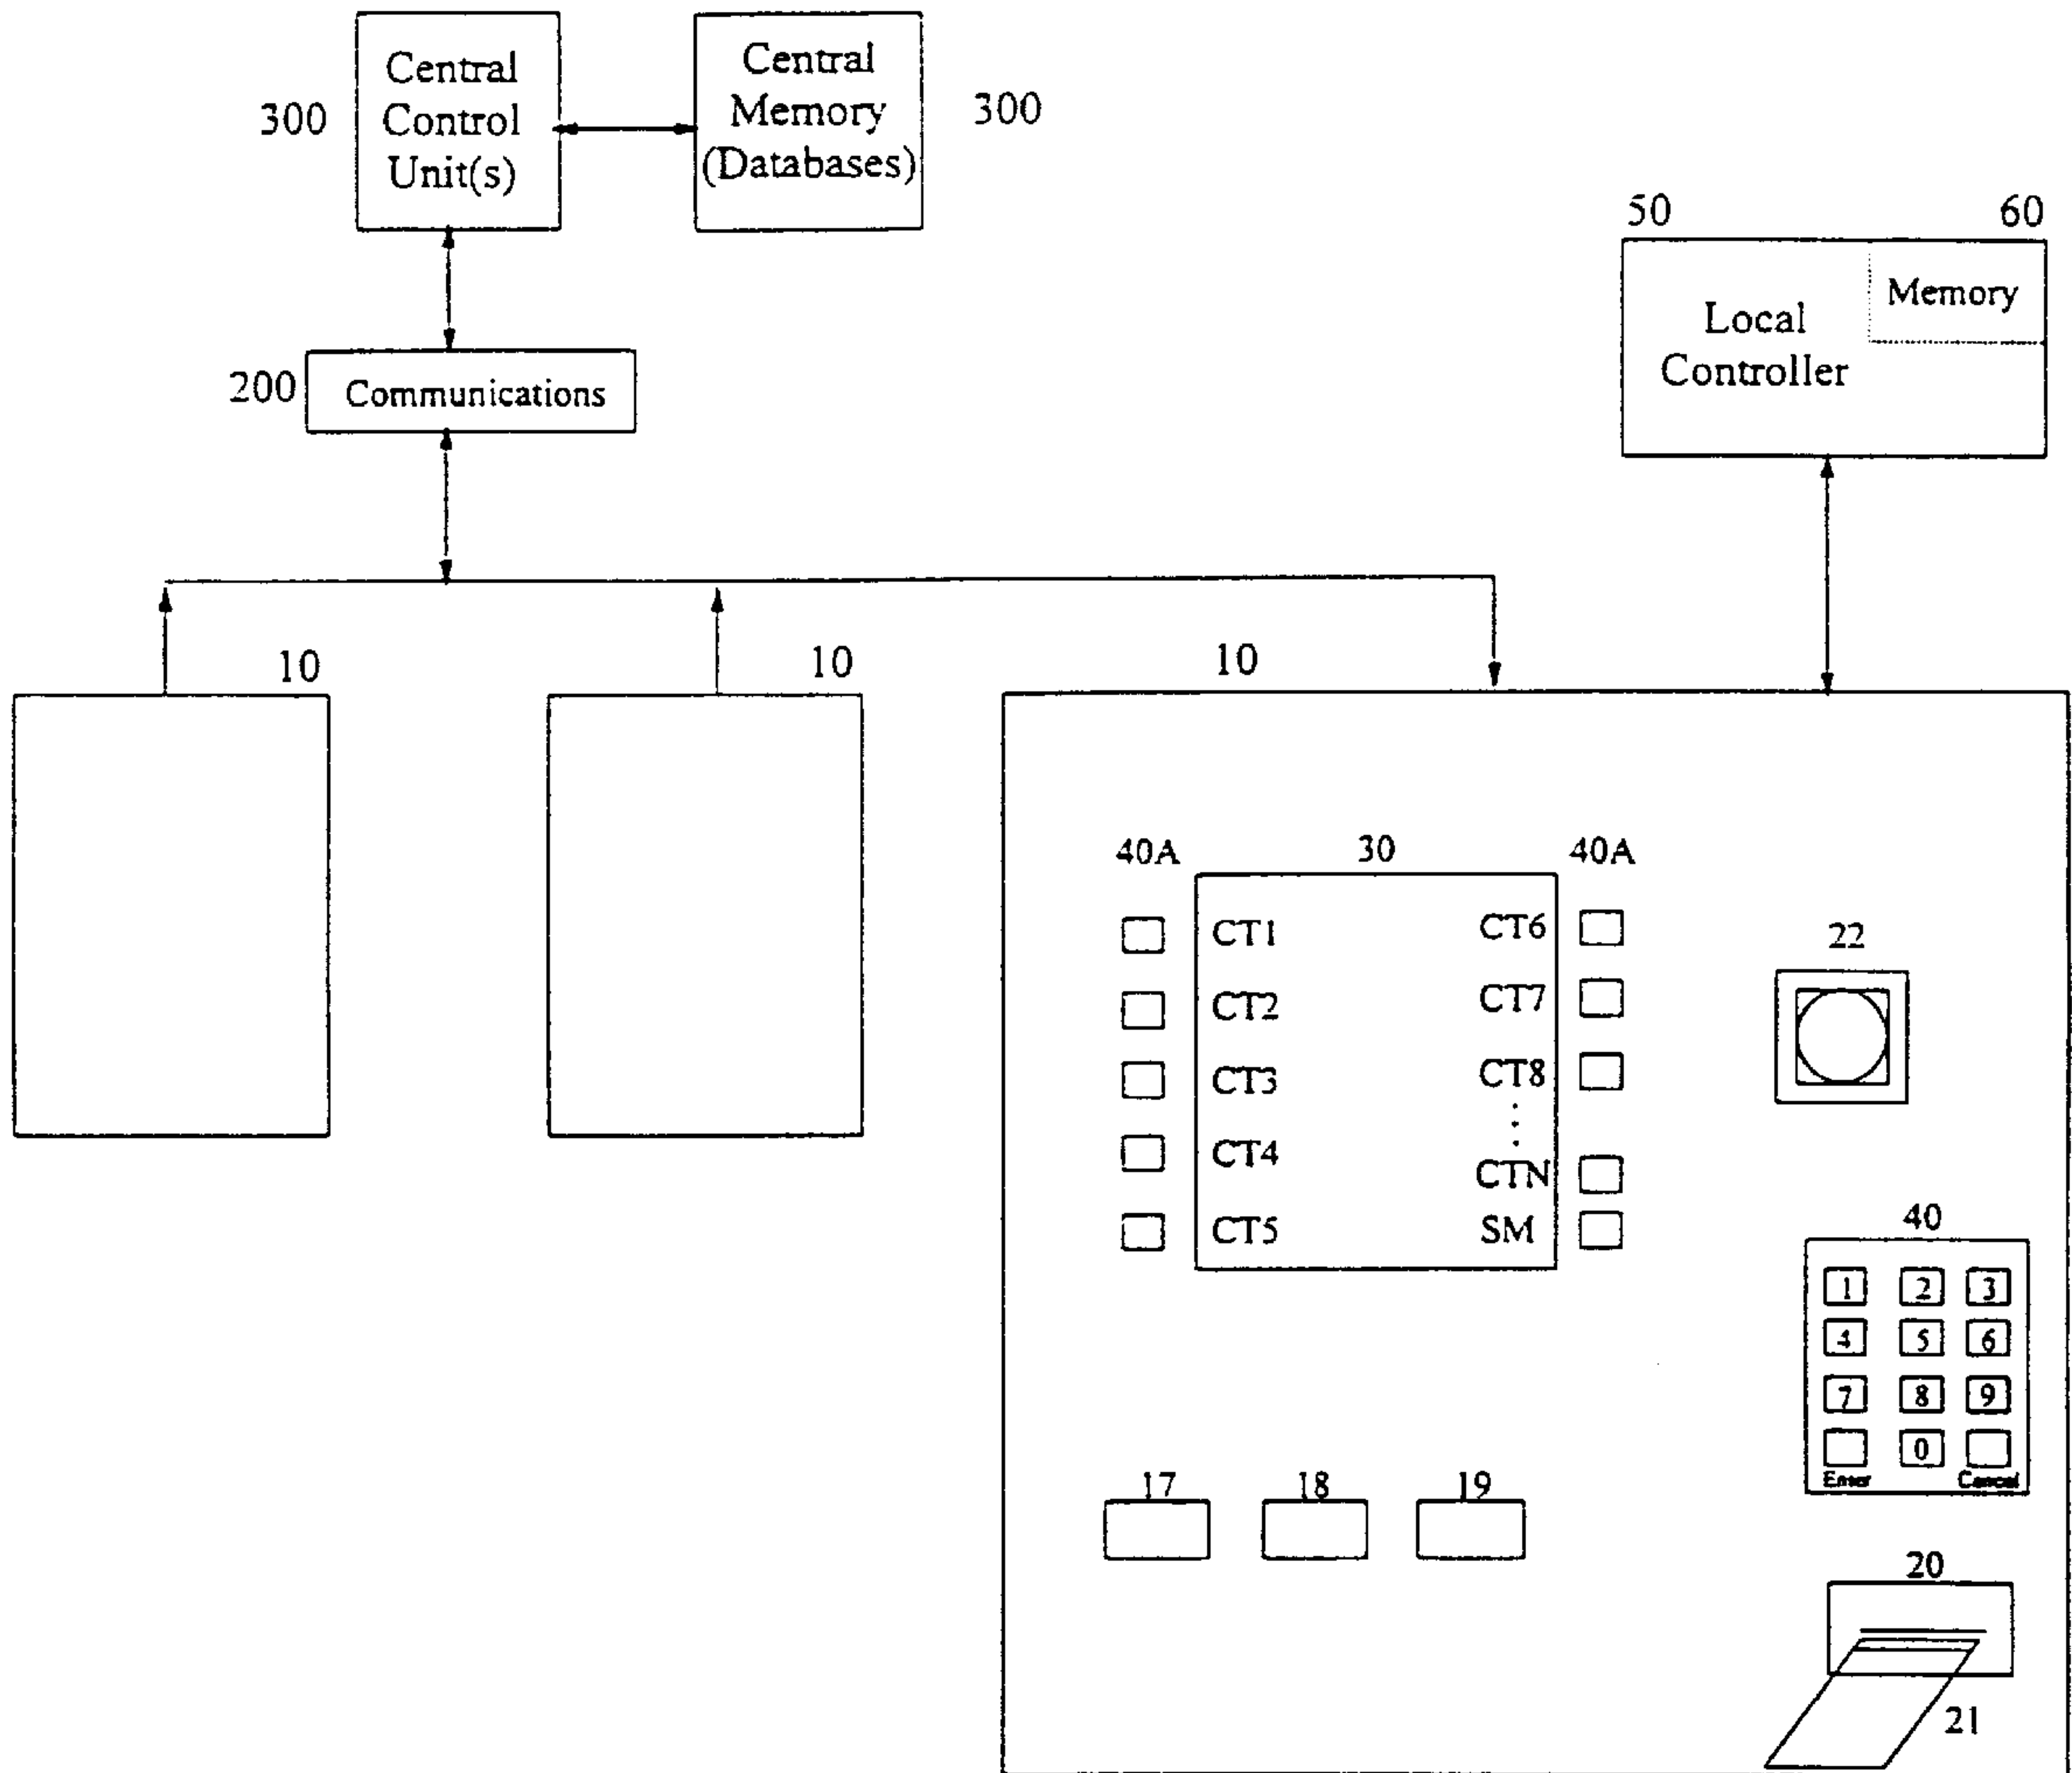 Central
Control
Unit(s)
300
Central
Memory
(Databases)
300
50
60
Memory
Local
Controller
200
Communications
10
10
10
40A
30
40A
CT1
CT6
CT2
CT7
CT3
CT8
CT4
CTN
CT5
SM
22
40
1 2 3
4 5 6
7 8 9
0
Enter
Cancel
17
18
19
20
21